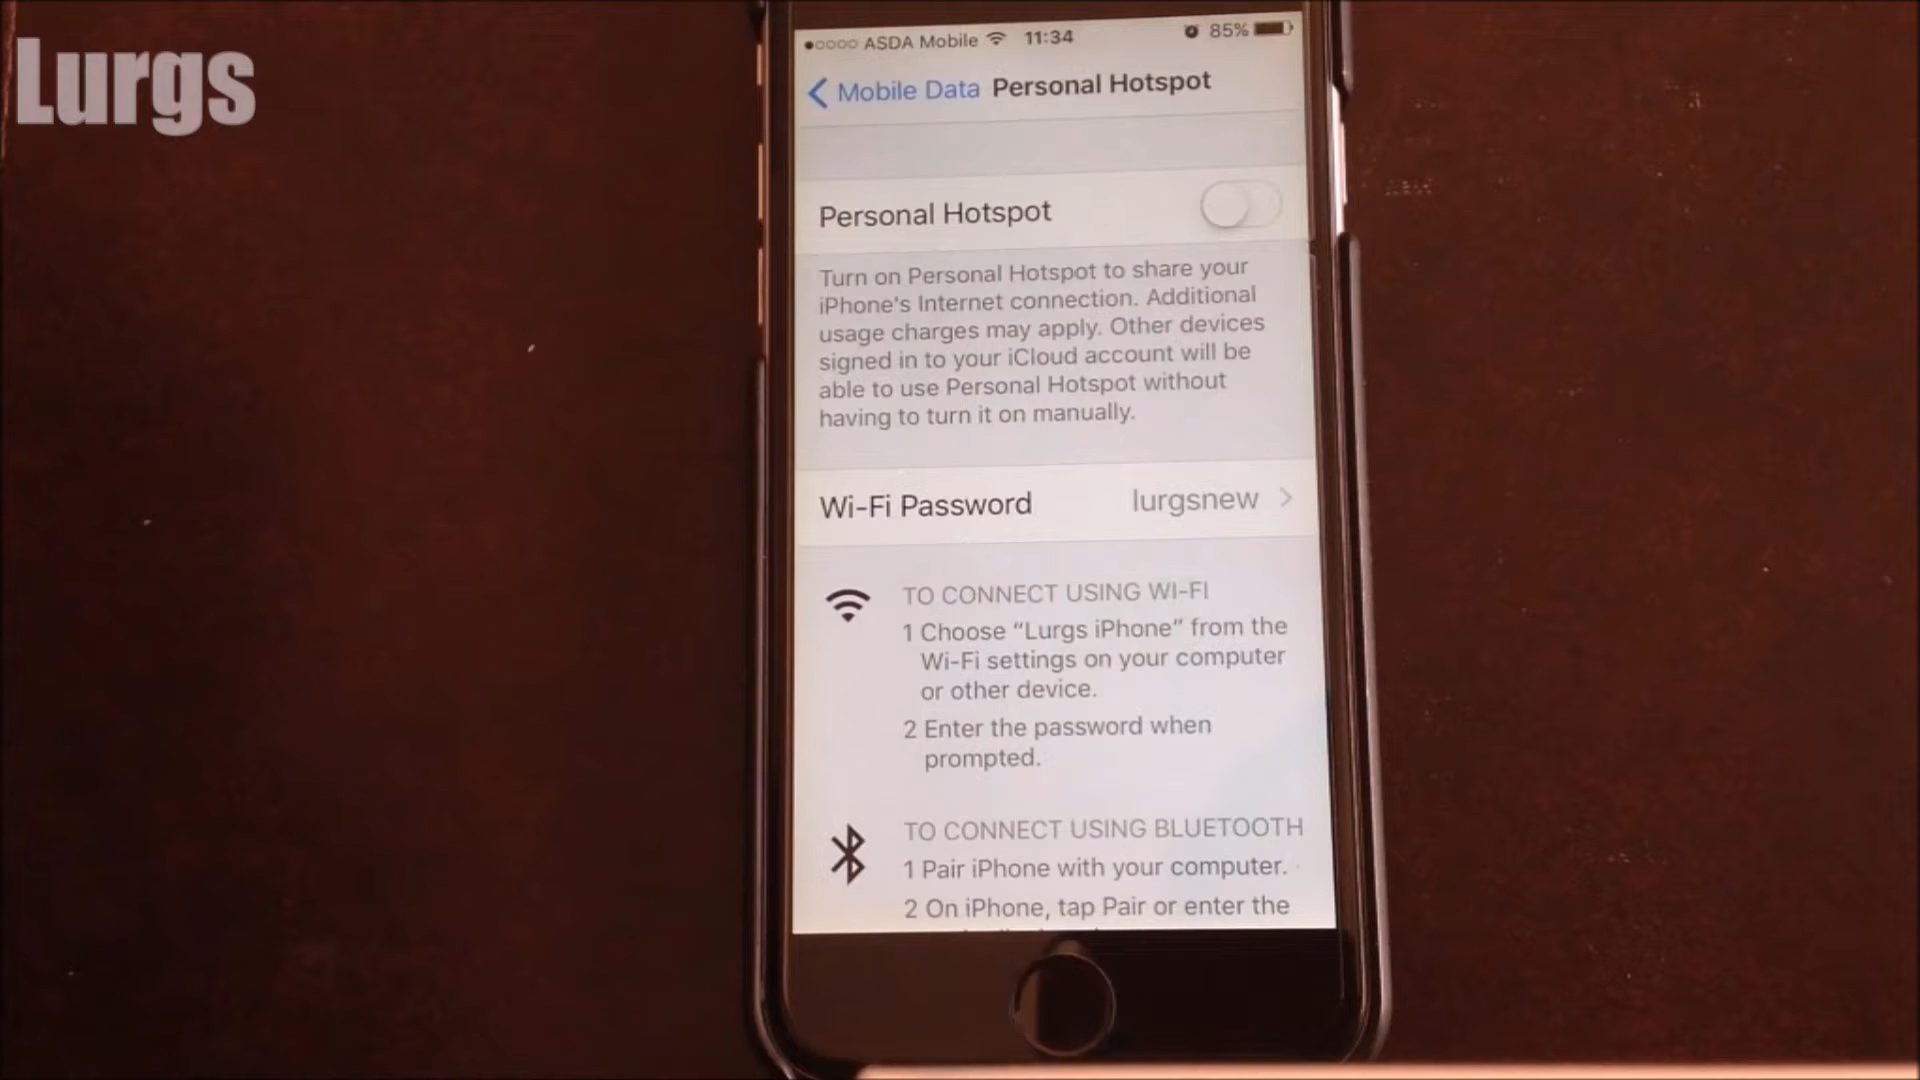 Lurgs
ASDA Mobile 11:34 85%
Mobile Data Personal Hotspot
Personal Hotspot
Turn on Personal Hotspot to share your
iPhone's Internet connection. Additional
usage charges may apply. Other devices
signed in to your iCloud account will be
able to use Personal Hotspot without
having to turn it on manually.
Wi-Fi Password lurgsnew
TO CONNECT USING WI-FI
1 Choose “Lurgs iPhone” from the
Wi-Fi settings on your computer
or other device.
2 Enter the password when
prompted.
TO CONNECT USING BLUETOOTH
1 Pair iPhone with your computer.
2 On iPhone, tap Pair or enter the